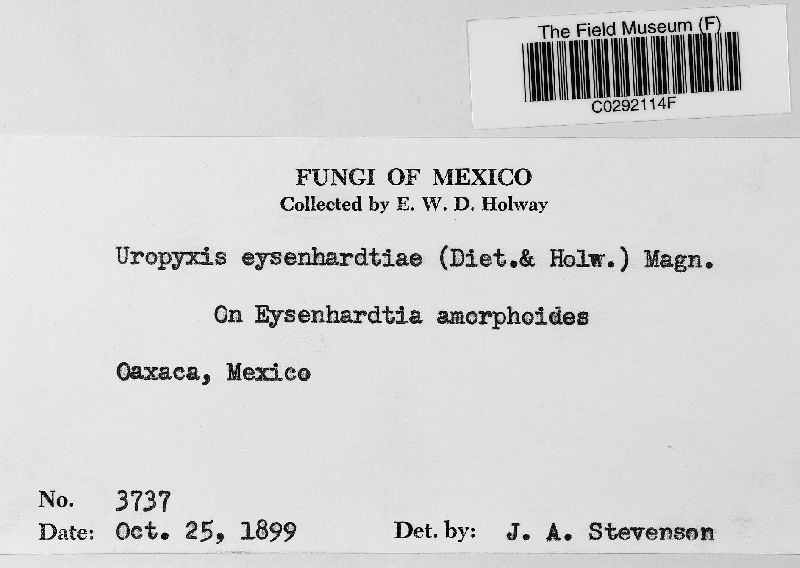 The Field Museum (F)
C0292114F
FUNGI OF MEXICO
Collected by E. W. D. Holway
Uropyxis eysenhardtiae (Diet.& Holw.) Magn.
On Eysenhardtia amorphoides
Oaxaca, Mexico
No. 3737
Date: Oct. 25, 1899 Det. by: J. A. Stevenson